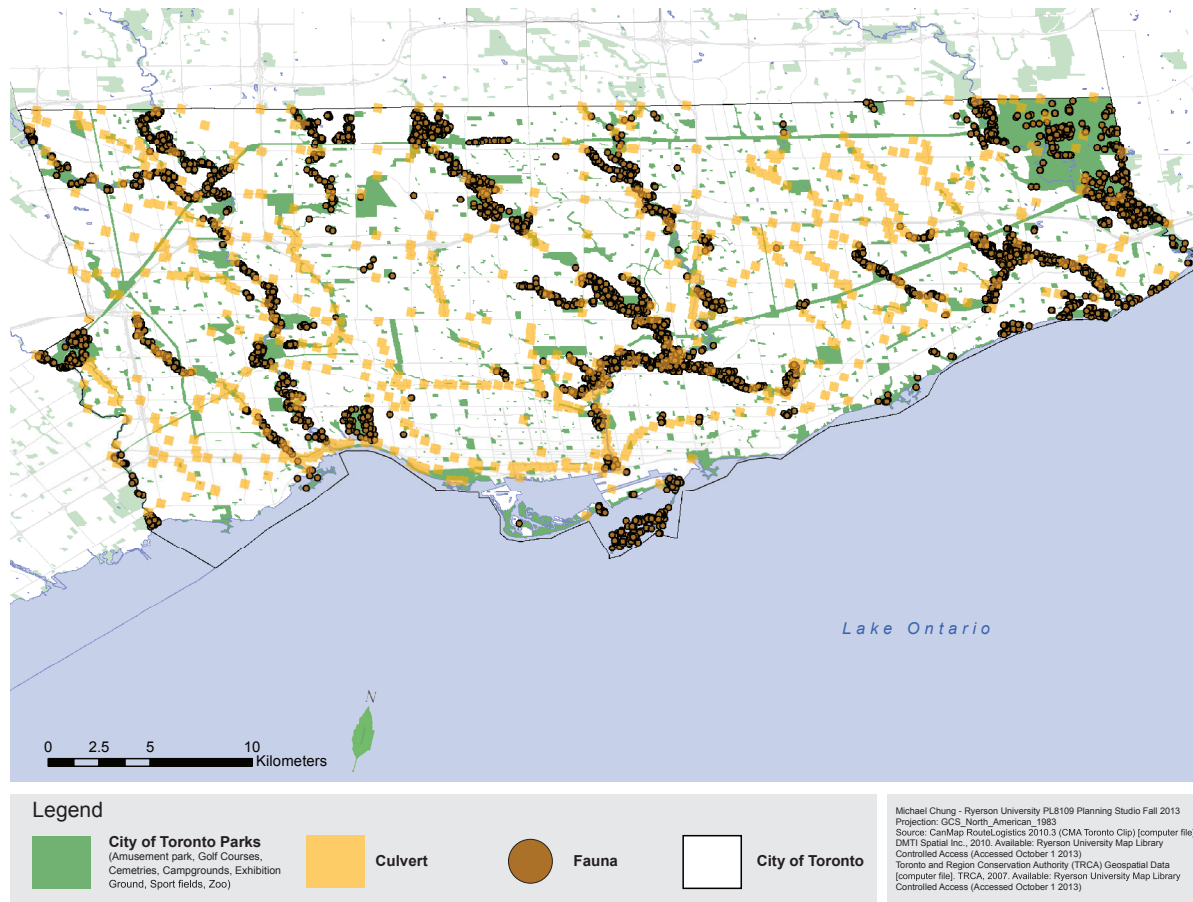 Lake Ontario
N
0 2.5 5 10
Kilometers
Legend
City of Toronto Parks
(Amusement park, Golf Courses,
Cemetries, Campgrounds, Exhibition
Ground, Sport fields, Zoo)
Culvert
Fauna
City of Toronto
Michael Chung - Ryerson University PL8109 Planning Studio Fall 2013
Projection: GCS_North_American_1983
Source: CanMap RouteLogistics 2010.3 (CMA Toronto Clip) [computer file]
DMTI Spatial Inc., 2010. Available: Ryerson University Map Library
Controlled Access (Accessed October 1 2013)
Toronto and Region Conservation Authority (TRCA) Geospatial Data
[computer file]. TRCA, 2007. Available: Ryerson University Map Library
Controlled Access (Accessed October 1 2013)